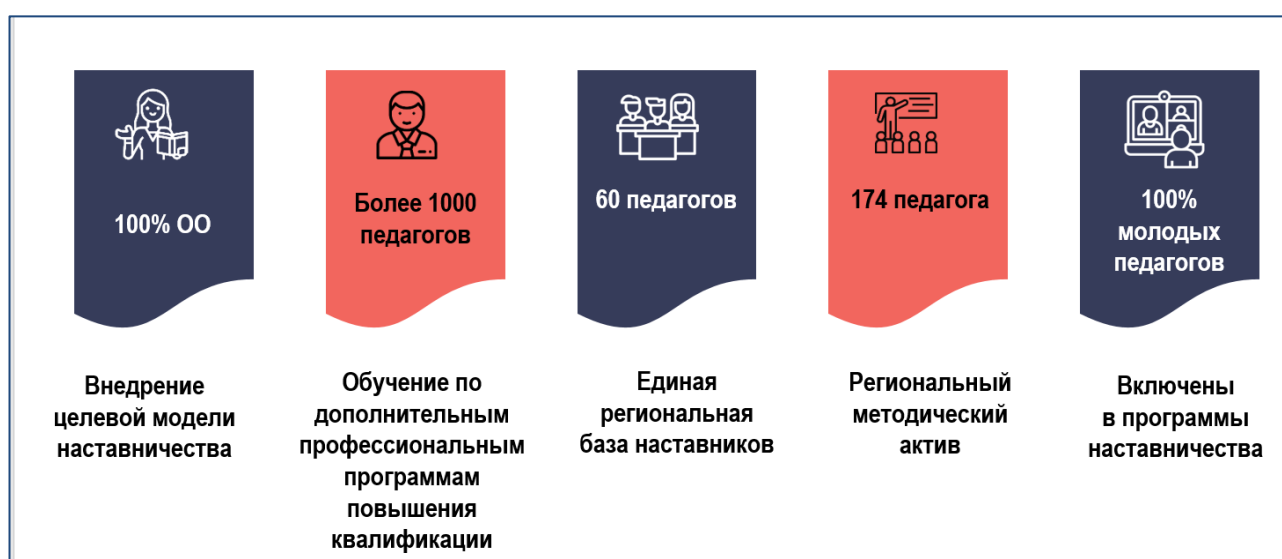 100% ОО
Более 1000
педагогов
60 педагогов
174 педагога
100%
молодых
педагогов
Внедрение
целевой модели
наставничества
Обучение по
дополнительным
профессиональным
программам
повышения
квалификации
Единая
региональная
база наставников
Региональный
методический
актив
Включены
в программы
наставничества